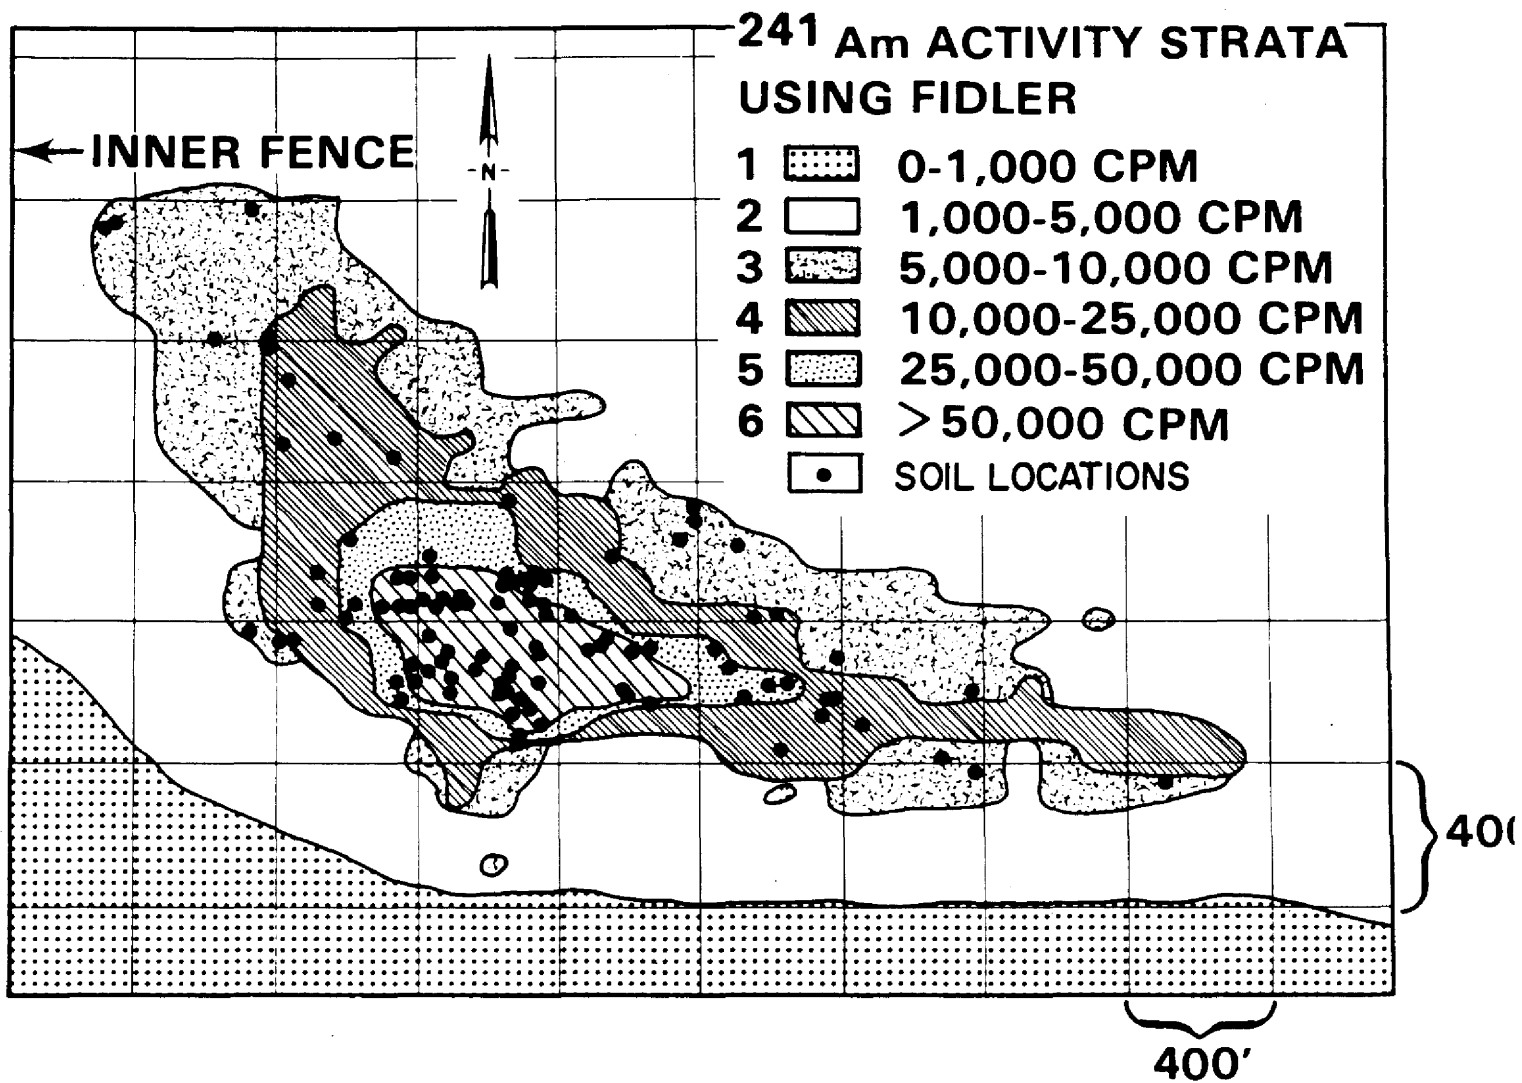 241 Am ACTIVITY STRATA
USING FIDLER
← INNER FENCE
-N-
1 0-1,000 CPM
2 1,000-5,000 CPM
3 5,000-10,000 CPM
4 10,000-25,000 CPM
5 25,000-50,000 CPM
6 >50,000 CPM
SOIL LOCATIONS
400'